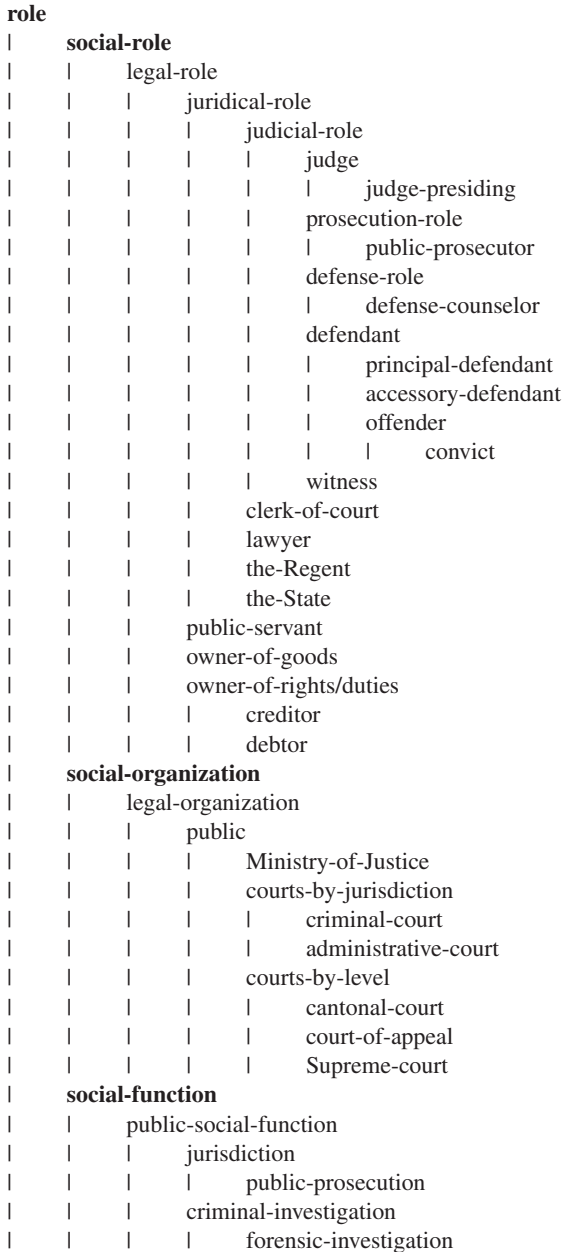 role
| social-role
| | legal-role
| | | juridical-role
| | | | judicial-role
| | | | | judge
| | | | | | judge-presiding
| | | | | prosecution-role
| | | | | | public-prosecutor
| | | | | defense-role
| | | | | | defense-counselor
| | | | | defendant
| | | | | | principal-defendant
| | | | | | accessory-defendant
| | | | | | offender
| | | | | | | convict
| | | | | witness
| | | | clerk-of-court
| | | | lawyer
| | | | the-Regent
| | | | the-State
| | | public-servant
| | | owner-of-goods
| | | owner-of-rights/duties
| | | | creditor
| | | | debtor
| social-organization
| | legal-organization
| | | public
| | | | Ministry-of-Justice
| | | | courts-by-jurisdiction
| | | | | criminal-court
| | | | | administrative-court
| | | | courts-by-level
| | | | | cantonal-court
| | | | | court-of-appeal
| | | | | Supreme-court
| social-function
| | public-social-function
| | | jurisdiction
| | | | public-prosecution
| | | criminal-investigation
| | | | forensic-investigation